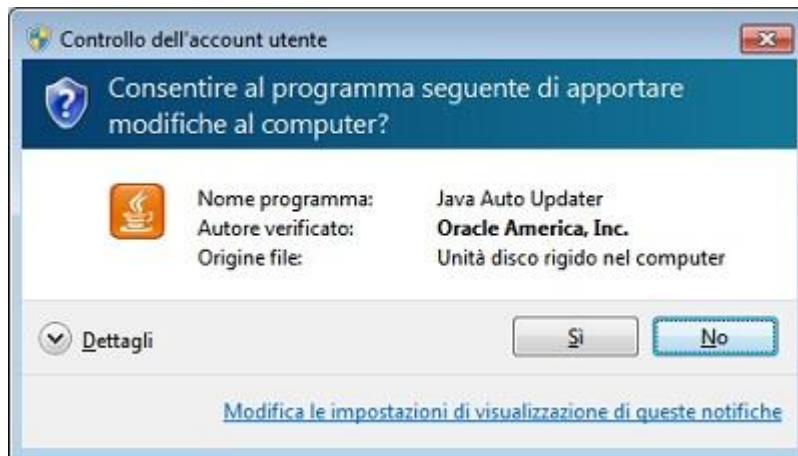 Controllo dell'account utente
Consentire al programma seguente di apportare
modifiche al computer?
Nome programma: Java Auto Updater
Autore verificato: Oracle America, Inc.
Origine file: Unità disco rigido nel computer
Dettagli Sì No
Modifica le impostazioni di visualizzazione di queste notifiche